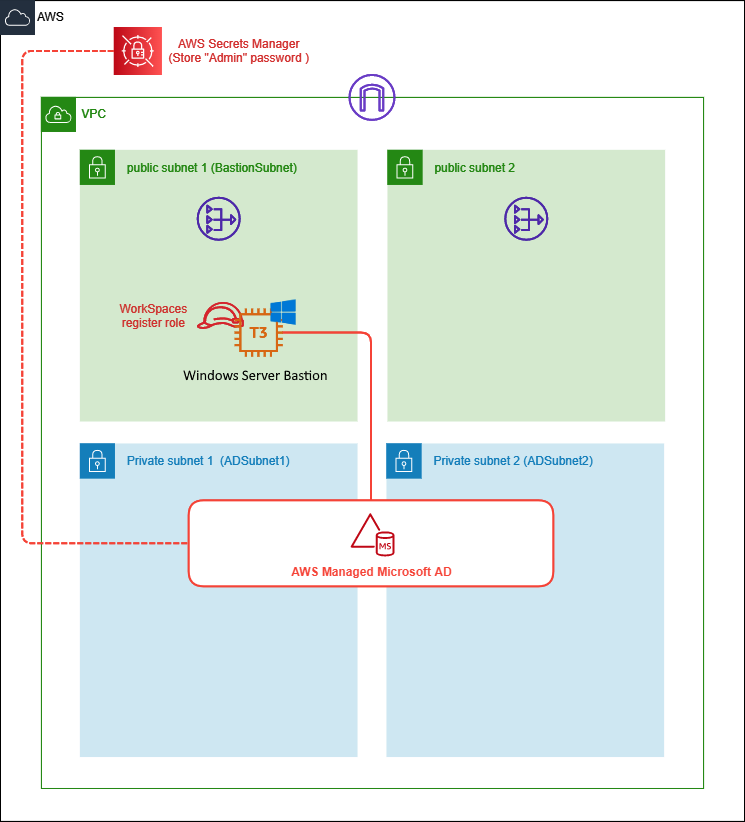 AWS
AWS Secrets Manager
(Store "Admin" password )
VPC
public subnet 1 (BastionSubnet)
public subnet 2
WorkSpaces
register role
T3
Windows Server Bastion
Private subnet 1  (ADSubnet1)
Private subnet 2 (ADSubnet2)
MS
AWS Managed Microsoft AD